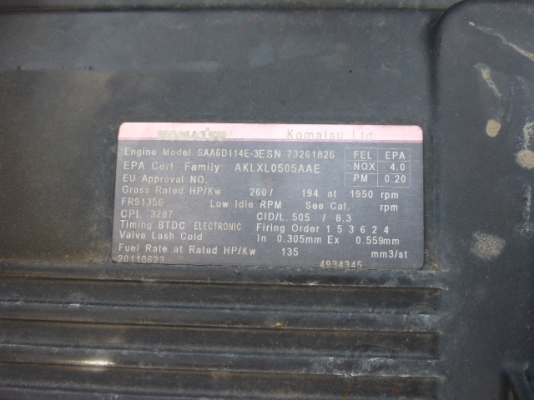 KOMATSU Komatsu Ltd
Engine Model SAA6D114E-3ESN 73261826 FEL EPA
EPA Cert. Family AKLXL0505AAE NOX 4.0
EU Approval NO. PM 0.20
Gross Rated HP/Kw 260/ 194 at 1950 rpm
FR91356 Low Idle RPM See Cal. rpm
CPL 3287 CID/L. 505 / 8.3
Timing BTDC ELECTRONIC Firing Order 1 5 3 6 2 4
Valve Lash Cold In 0.305mm Ex 0.559mm
Fuel Rate at Rated HP/Kw 135 mm3/st
20110623 4934345